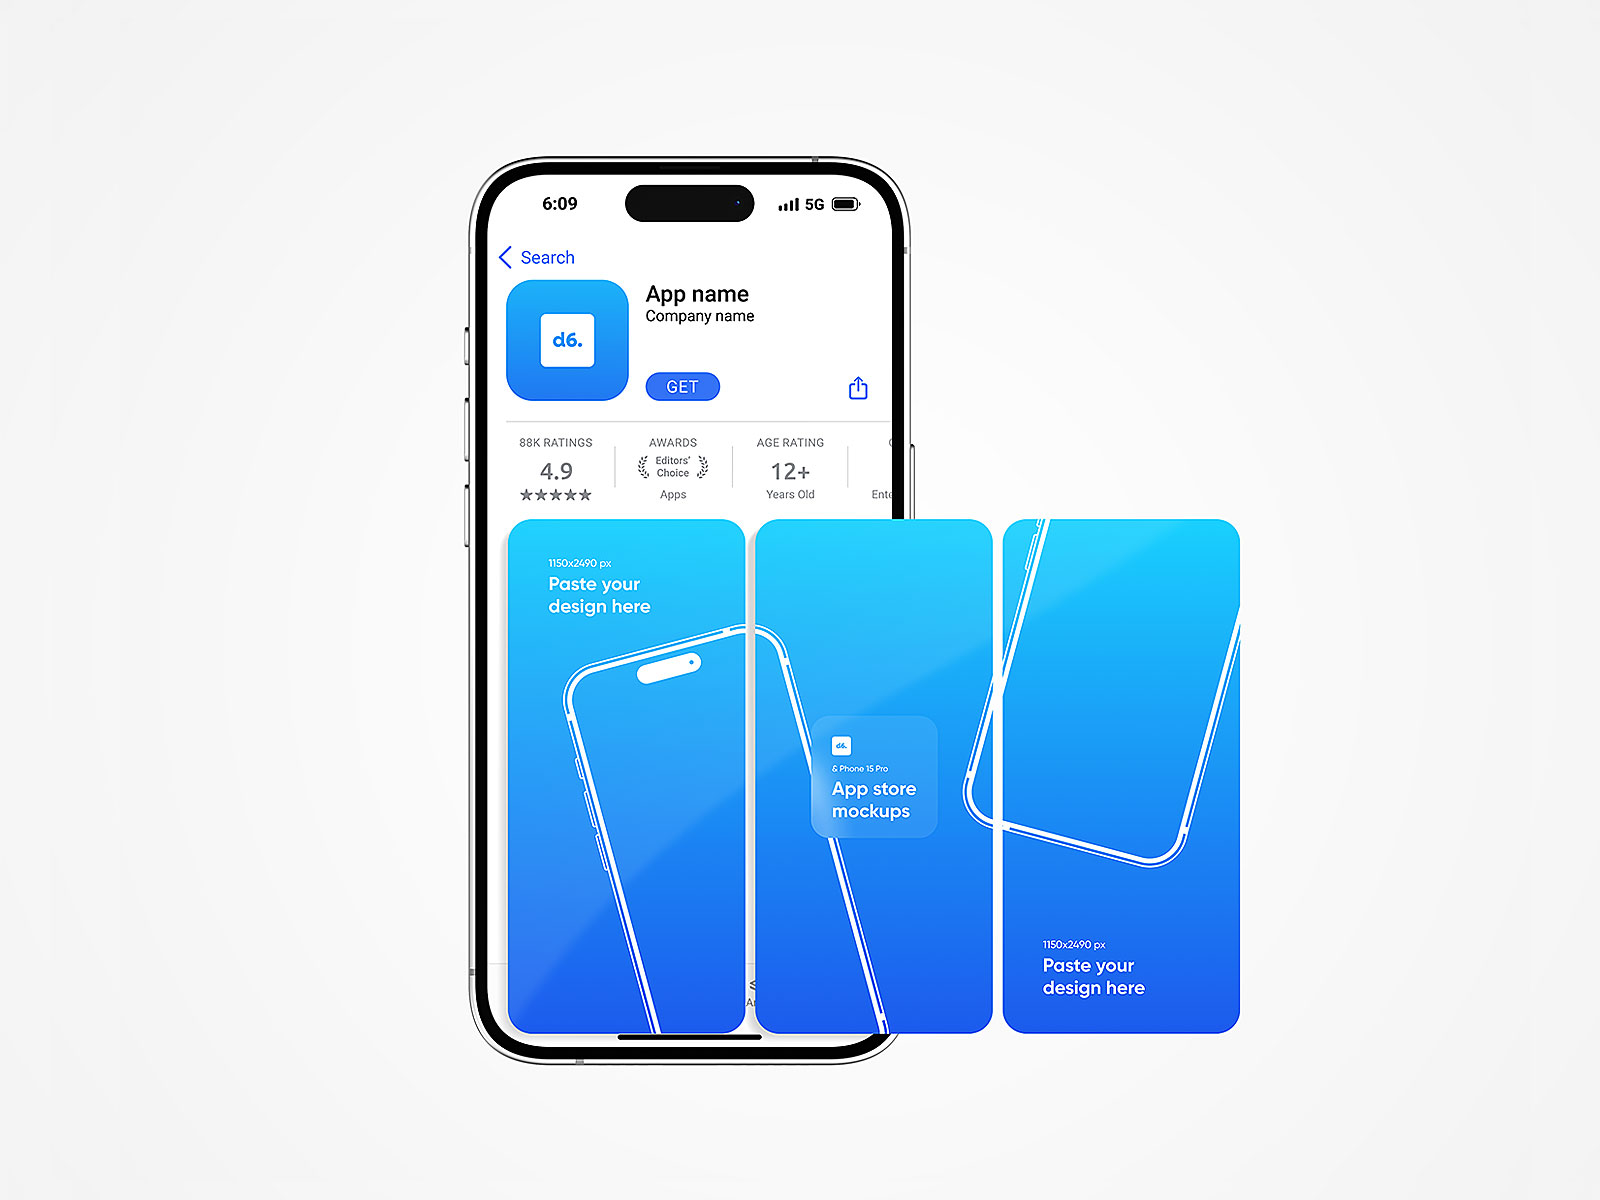 6:09
5G
Search
d6.
App name
Company name
GET
88K RATINGS
4.9
★★★★★
AWARDS
Editors'
Choice
Apps
AGE RATING
12+
Years Old
1150x2490 px
Paste your
design here
d6.
& Phone 15 Pro
App store
mockups
1150x2490 px
Paste your
design here